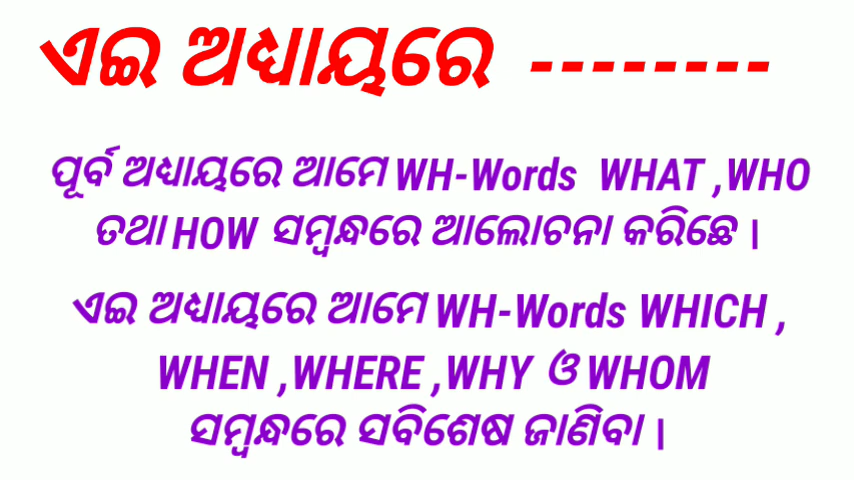 ଏଇ ଅଧ୍ୟାୟରେ --------
ପୂର୍ବ ଅଧ୍ୟାୟରେ ଆମେ WH-Words WHAT ,WHO
ତଥା HOW ସମ୍ବନ୍ଧରେ ଆଲୋଚନା କରିଛେ ।
ଏଇ ଅଧ୍ୟାୟରେ ଆମେ WH-Words WHICH ,
WHEN ,WHERE ,WHY ଓ WHOM
ସମ୍ବନ୍ଧରେ ସବିଶେଷ ଜାଣିବା ।